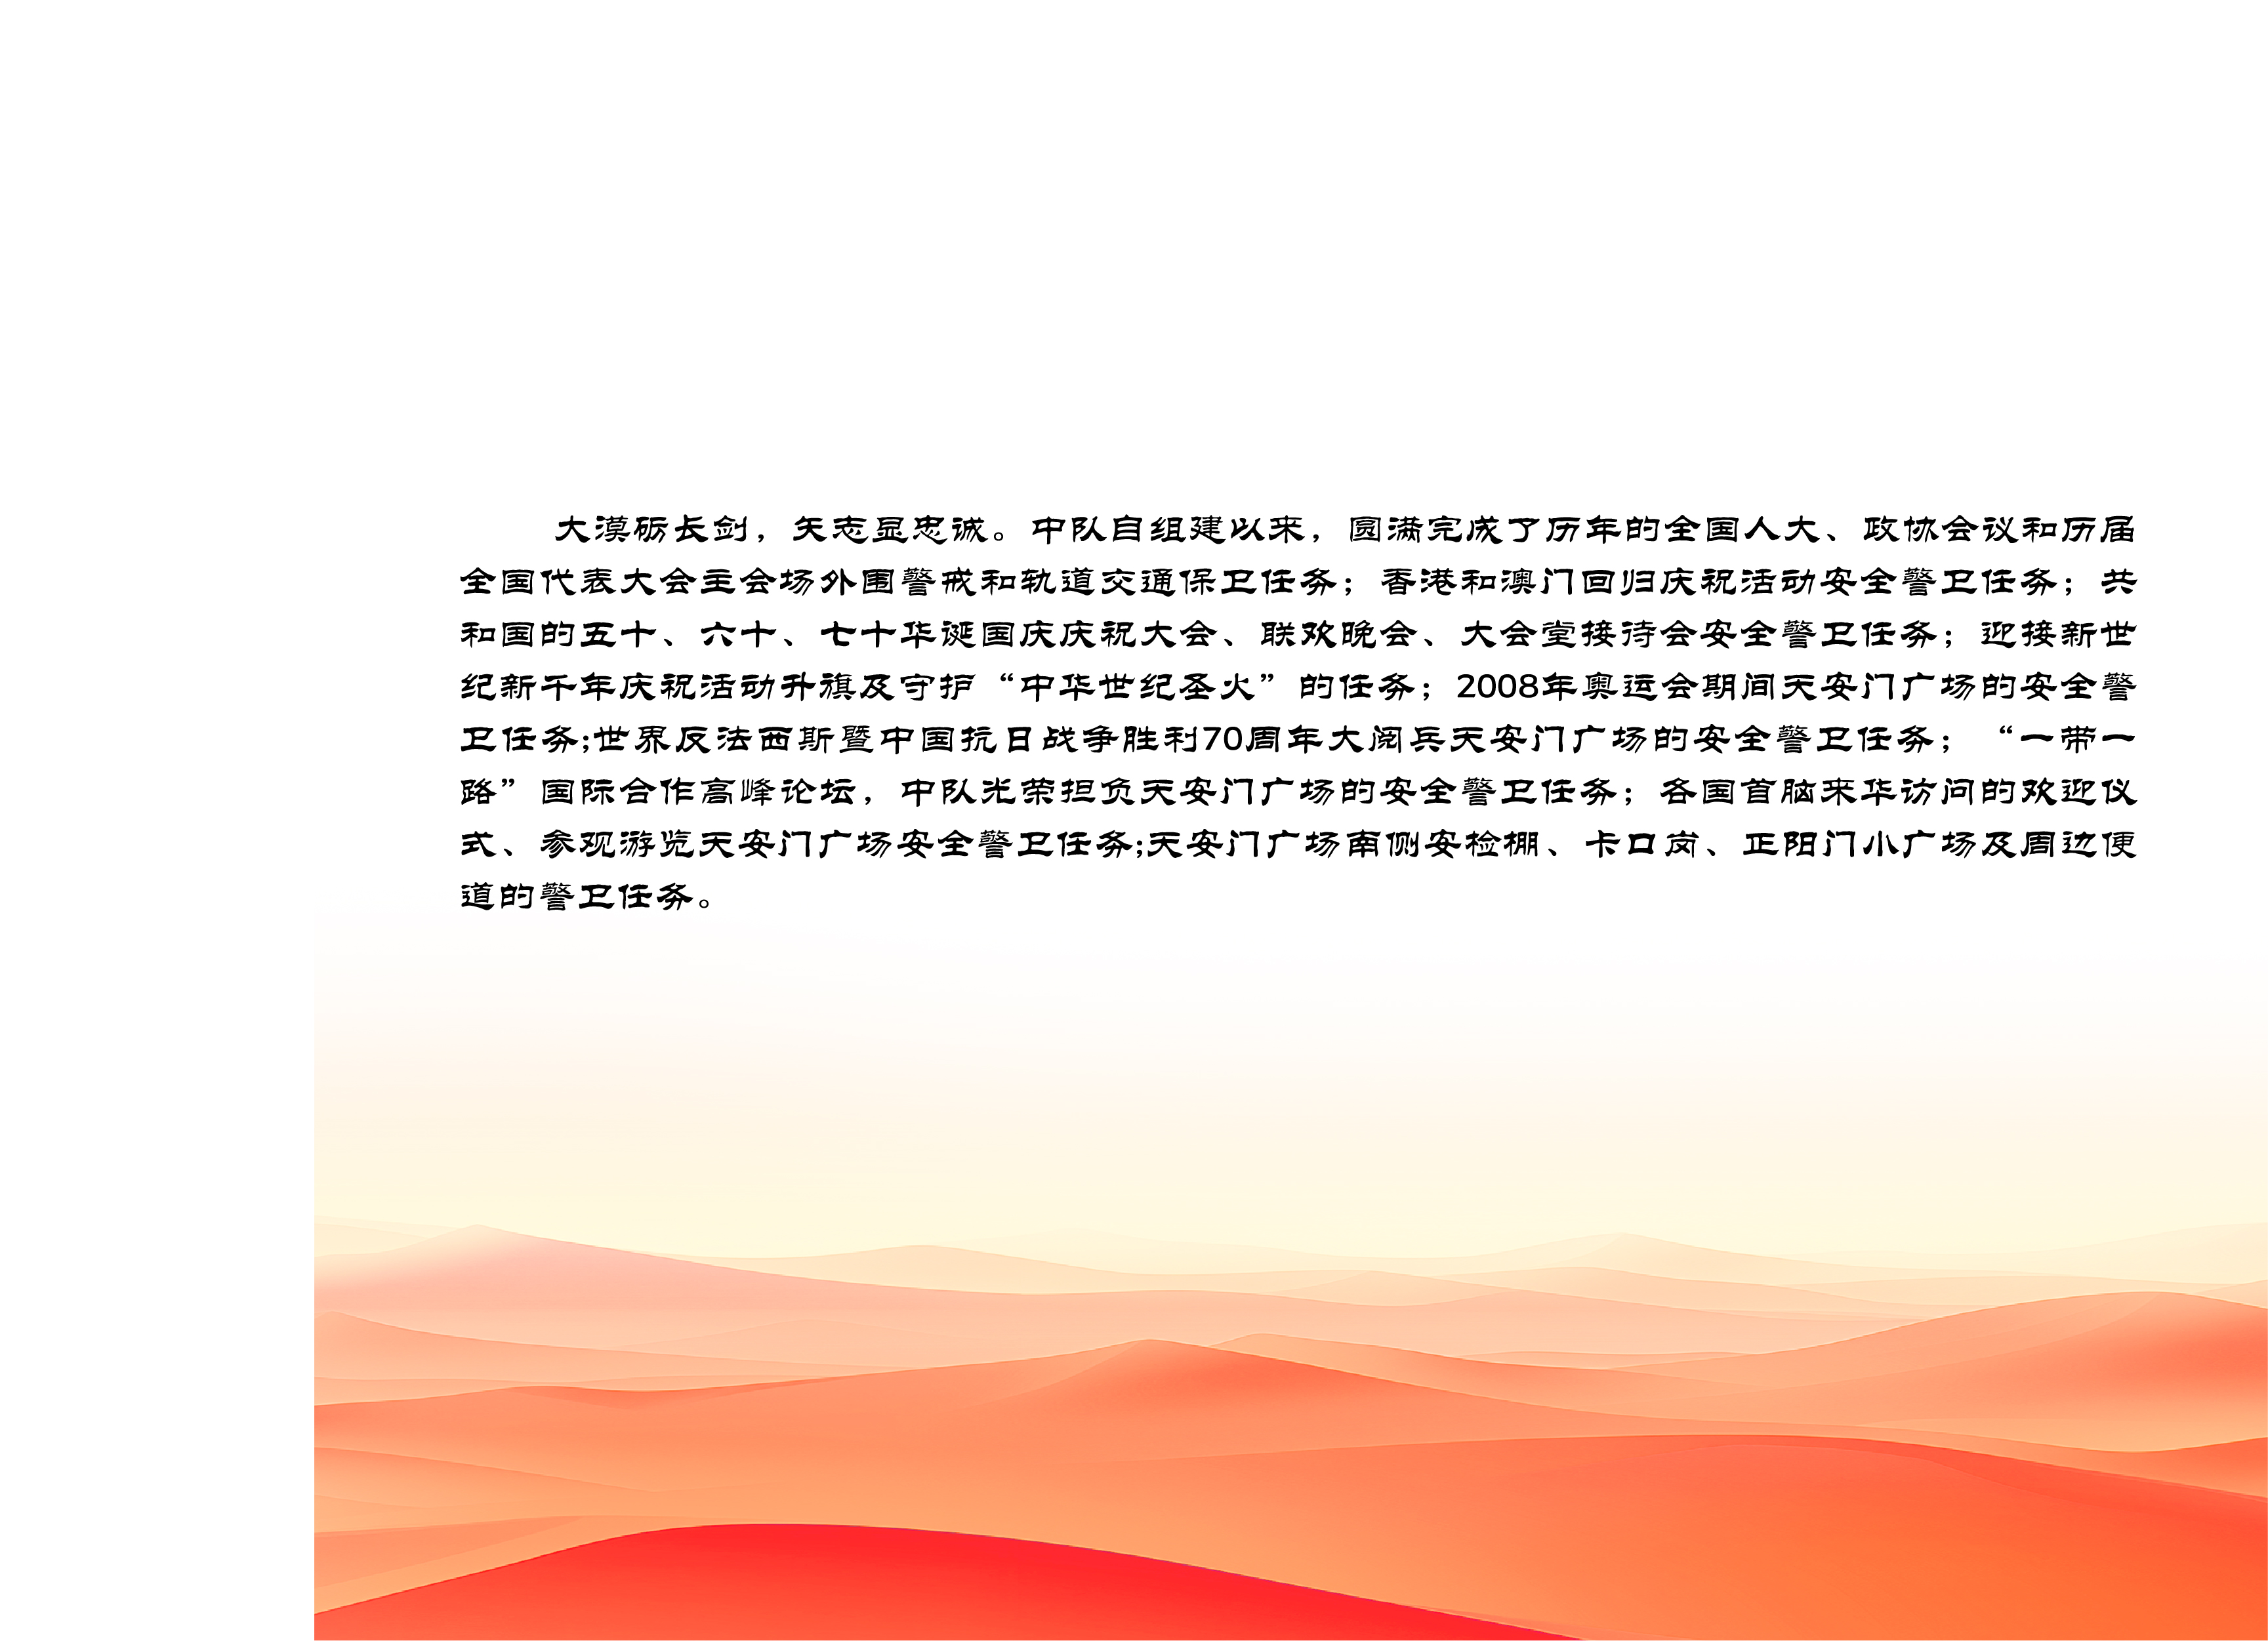 大漠砺长剑，矢志显忠诚。中队自组建以来，圆满完成了历年的全国人大、政协会议和历届
全国代表大会主会场外围警戒和轨道交通保卫任务；香港和澳门回归庆祝活动安全警卫任务；共
和国的五十、六十、七十华诞国庆庆祝大会、联欢晚会、大会堂接待会安全警卫任务；迎接新世
纪新千年庆祝活动升旗及守护“中华世纪圣火”的任务；2008年奥运会期间天安门广场的安全警
卫任务;世界反法西斯暨中国抗日战争胜利70周年大阅兵天安门广场的安全警卫任务；“一带一
路”国际合作高峰论坛，中队光荣担负天安门广场的安全警卫任务；各国首脑来华访问的欢迎仪
式、参观游览天安门广场安全警卫任务;天安门广场南侧安检棚、卡口岗、正阳门小广场及周边便
道的警卫任务。